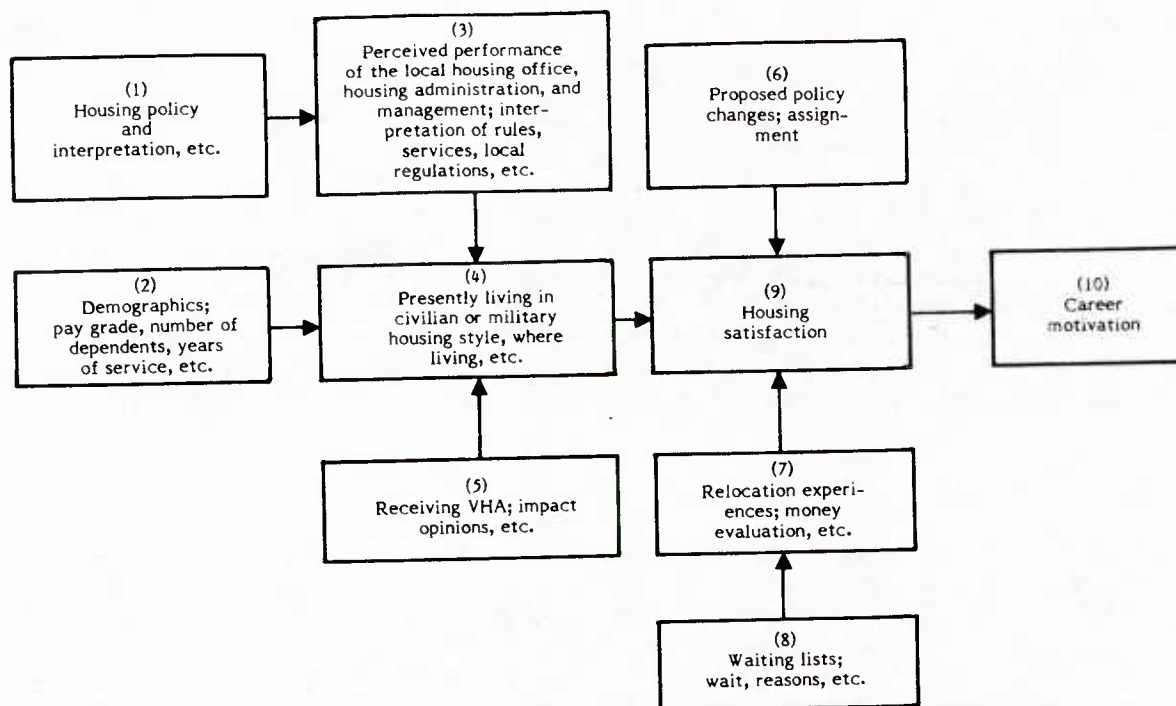 (1)
Housing policy
and
interpretation, etc.
(3)
Perceived performance
of the local housing office,
housing administration, and
management; inter-
pretation of rules,
services, local
regulations, etc.
(6)
Proposed policy
changes; assign-
ment
(2)
Demographics;
pay grade, number of
dependents, years
of service, etc.
(4)
Presently living in
civilian or military
housing style, where
living, etc.
(9)
Housing
satisfaction
(10)
Career
motivation
(5)
Receiving VHA; impact
opinions, etc.
(7)
Relocation experi-
ences; money
evaluation, etc.
(8)
Waiting lists;
wait, reasons, etc.